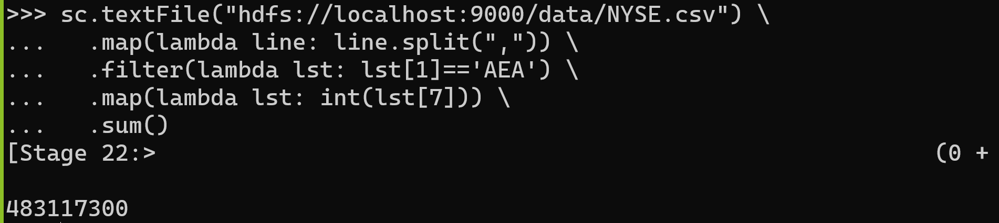 >>> sc.textFile("hdfs://localhost:9000/data/NYSE.csv") \
...   .map(lambda line: line.split(",")) \
...   .filter(lambda lst: lst[1]=='AEA') \
...   .map(lambda lst: int(lst[7])) \
...   .sum()
[Stage 22:> (0 +
483117300